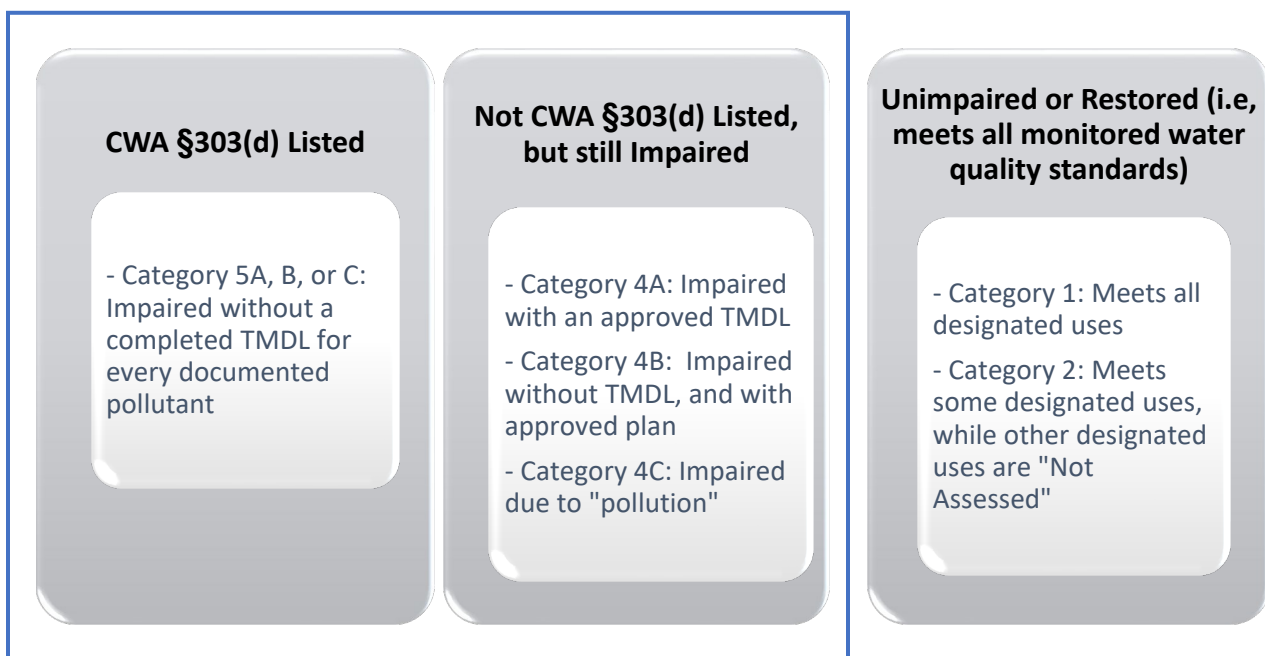 CWA §303(d) Listed
- Category 5A, B, or C:
Impaired without a
completed TMDL for
every documented
pollutant
Not CWA §303(d) Listed,
but still Impaired
- Category 4A: Impaired
with an approved TMDL
- Category 4B:  Impaired
without TMDL, and with
approved plan
- Category 4C: Impaired
due to "pollution"
Unimpaired or Restored (i.e,
meets all monitored water
quality standards)
- Category 1: Meets all
designated uses
- Category 2: Meets
some designated uses,
while other designated
uses are "Not
Assessed"